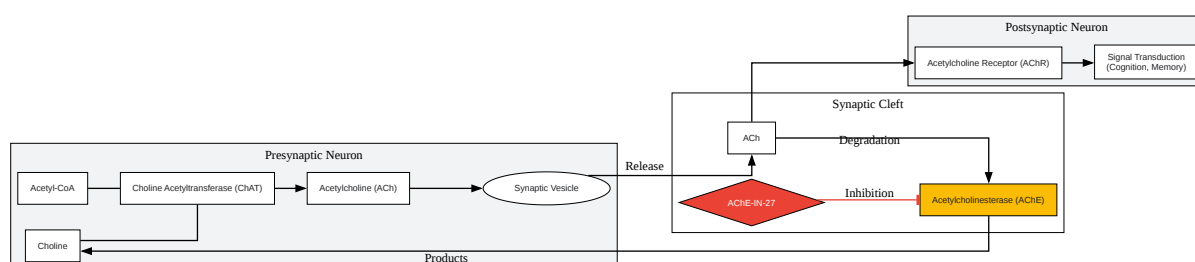 Postsynaptic Neuron
Acetylcholine Receptor (AChR)
Signal Transduction
(Cognition, Memory)
Synaptic Cleft
ACh
Degradation
Presynaptic Neuron
Release
Acetyl-CoA
Choline Acetyltransferase (ChAT)
Acetylcholine (ACh)
Synaptic Vesicle
AChE-IN-27
Inhibition
Acetylcholinesterase (AChE)
Choline
Products